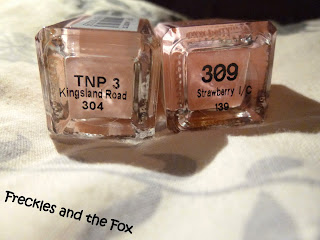 TNP 3
Kingsland Road
304
309
Strawberry I/C
139
Freckles and the Fox